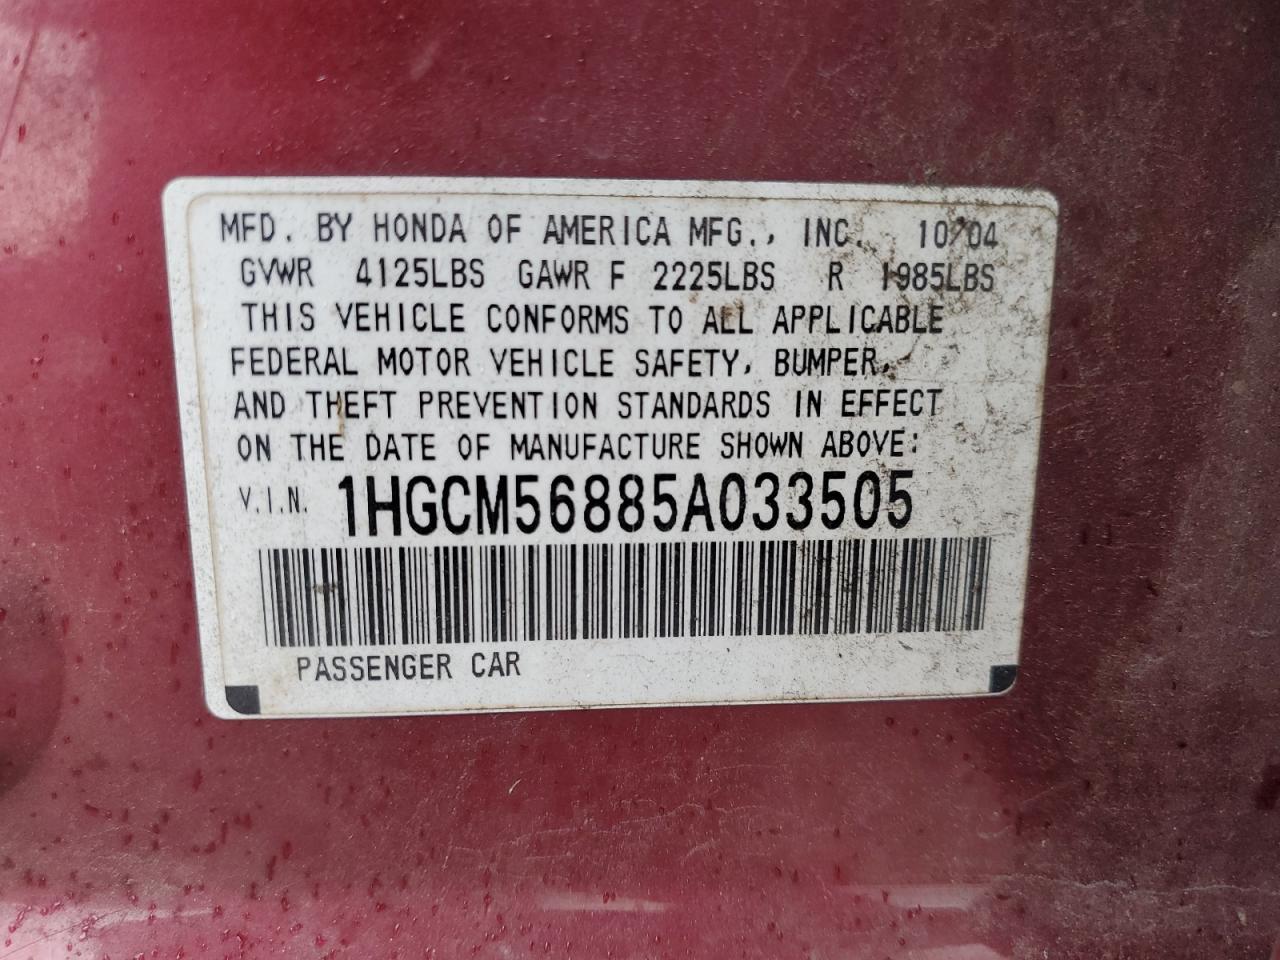 MFD. BY HONDA OF AMERICA MFG., INC. 10/04
GVWR 4125LBS GAWR F 2225LBS R 1985LBS
THIS VEHICLE CONFORMS TO ALL APPLICABLE
FEDERAL MOTOR VEHICLE SAFETY, BUMPER,
AND THEFT PREVENTION STANDARDS IN EFFECT
ON THE DATE OF MANUFACTURE SHOWN ABOVE:
V.I.N. 1HGCM56885A033505
PASSENGER CAR